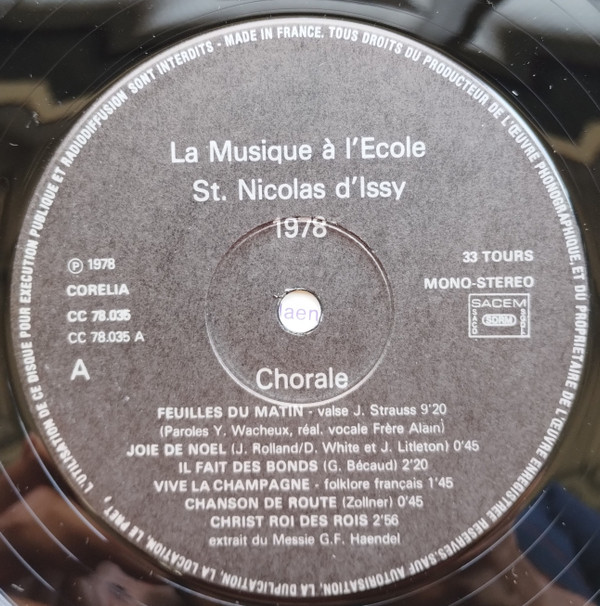 L'UTILISATION DE CE DISQUE POUR EXECUTION PUBLIQUE ET RADIODIFFUSION SONT INTERDITS - MADE IN FRANCE. TOUS DROITS DU PRODUCTEUR DE L'ŒUVRE PHONOGRAPHIQUE, ET DU PROPRIETAIRE DE L'ŒUVRE ENREGISTREE RESERVES-SAUF AUTORISATION, LA DUPLICATION, LA LOCATION, LE PRET,
La Musique à l'Ecole
St. Nicolas d'Issy
1978
℗ 1978
CORELIA
CC 78.035
CC 78.035 A
A
33 TOURS
MONO-STEREO
SACEM
SACD
SDRM
SGDL
laen
Chorale
FEUILLES DU MATIN - valse J. Strauss 9'20
(Paroles Y. Wacheux, réal. vocale Frère Alain)
JOIE DE NOEL (J. Rolland/D. White et J. Litleton) 0'45
IL FAIT DES BONDS (G. Bécaud) 2'20
VIVE LA CHAMPAGNE - folklore français 1'45
CHANSON DE ROUTE (Zollner) 0'45
CHRIST ROI DES ROIS 2'56
extrait du Messie G.F. Haendel